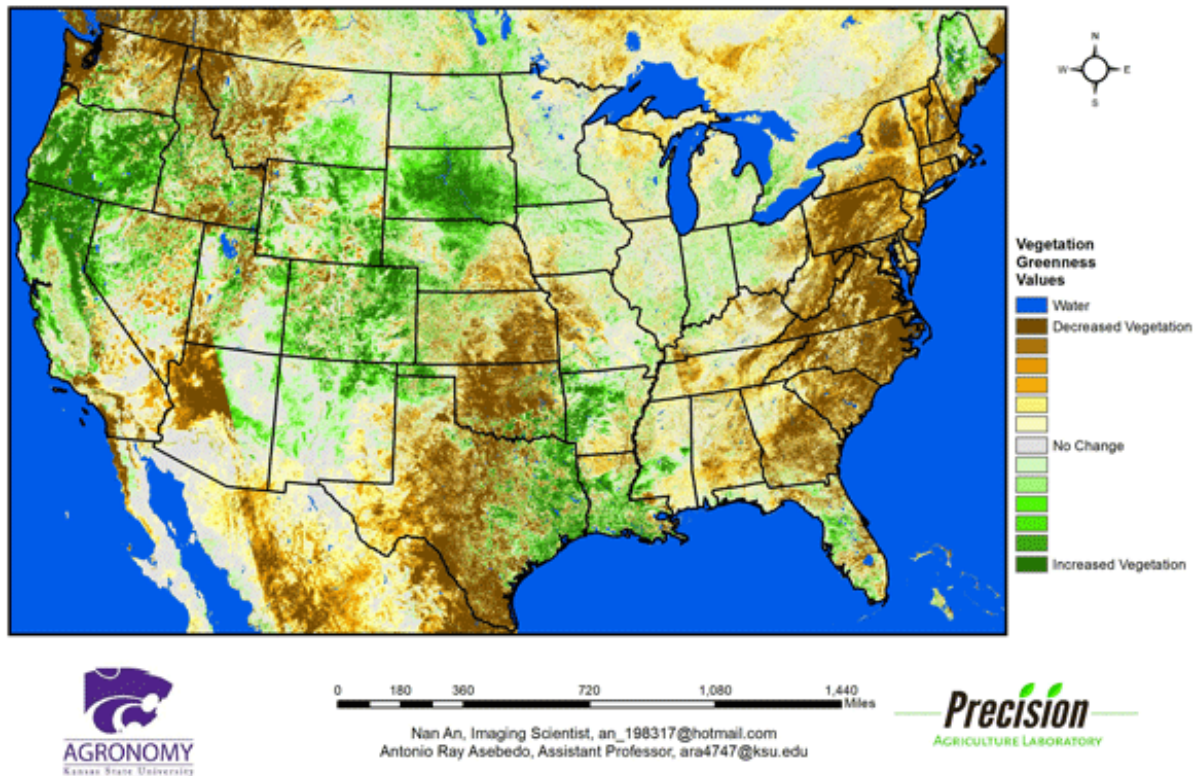 N
W
E
S
Vegetation
Greenness
Values
Water
Decreased Vegetation
No Change
Increased Vegetation
0 180 360 720 1,080 1,440
Miles
Nan An, Imaging Scientist, an_198317@hotmail.com
Antonio Ray Asebedo, Assistant Professor, ara4747@ksu.edu
AGRONOMY
Kansas State University
Precision
AGRICULTURE LABORATORY